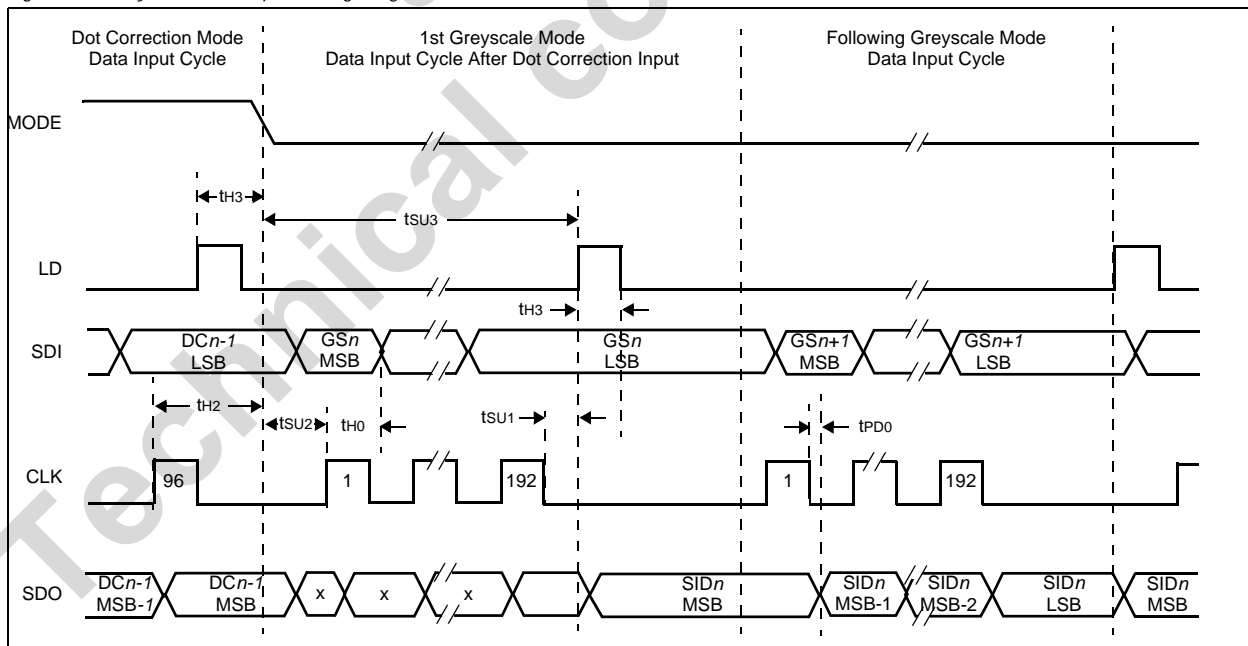 Dot Correction Mode
Data Input Cycle
1st Greyscale Mode
Data Input Cycle After Dot Correction Input
Following Greyscale Mode
Data Input Cycle
MODE
tH3
tSU3
LD
tH3
SDI
DCn-1
LSB
GSn
MSB
GSn
LSB
GSn+1
MSB
GSn+1
LSB
tH2
tSU2
tH0
tSU1
tPD0
CLK
96
1
192
1
192
SDO
DCn-1
MSB-1
DCn-1
MSB
x
x
x
SIDn
MSB
SIDn
MSB-1
SIDn
MSB-2
SIDn
LSB
SIDn
MSB
Technical co